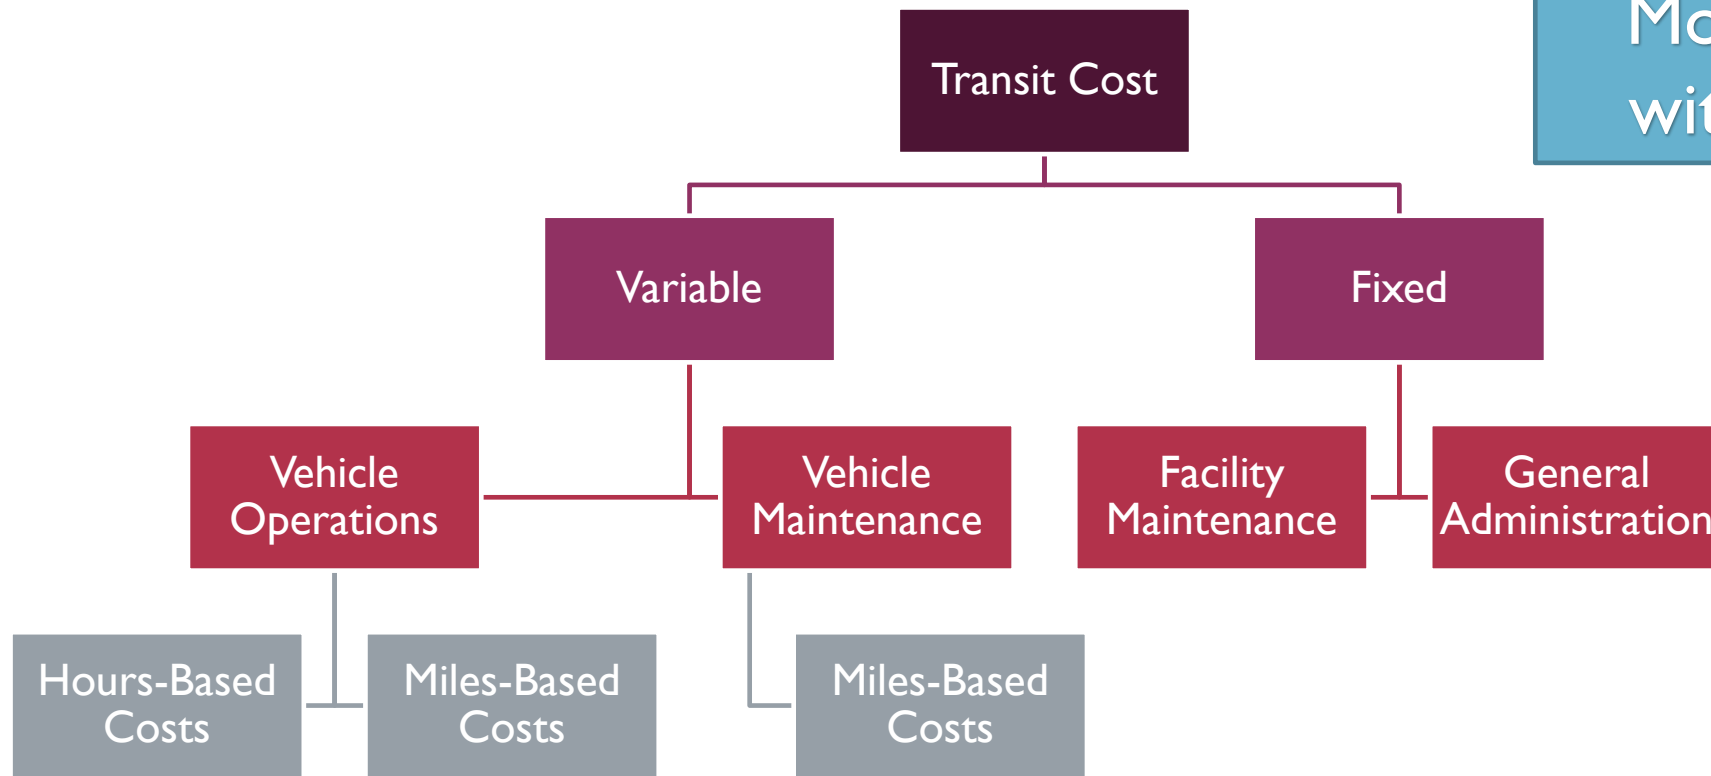 Transit Cost
Variable
Fixed
Vehicle
Operations
Vehicle
Maintenance
Facility
Maintenance
General
Administration
Hours-Based
Costs
Miles-Based
Costs
Miles-Based
Costs